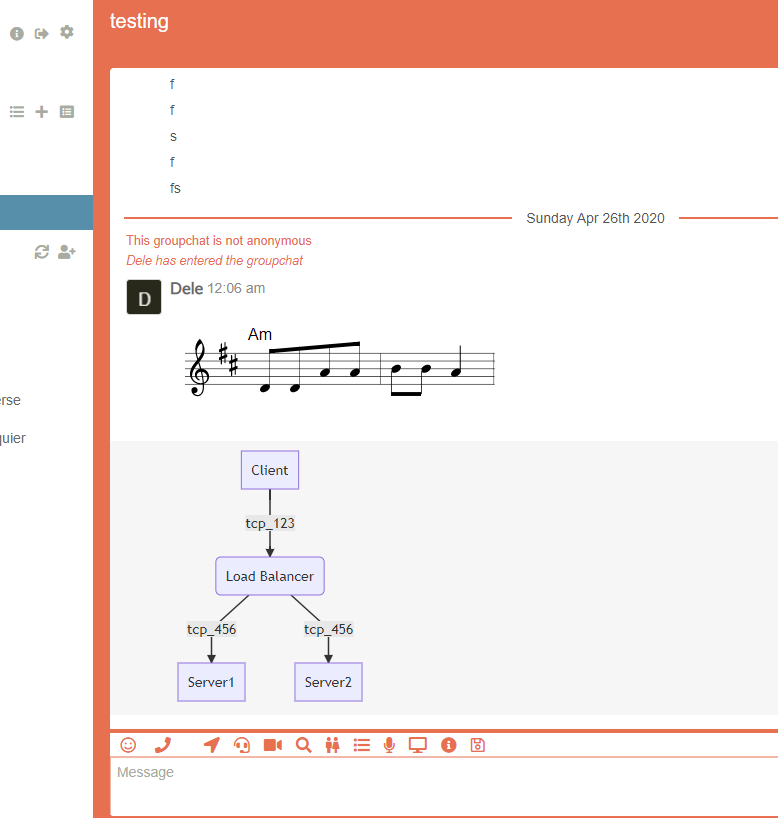 testing
f
f
s
f
fs
Sunday Apr 26th 2020
This groupchat is not anonymous
Dele has entered the groupchat
D
Dele 12:06 am
Am
erse
quier
Client
tcp_123
Load Balancer
tcp_456 tcp_456
Server1 Server2
Message